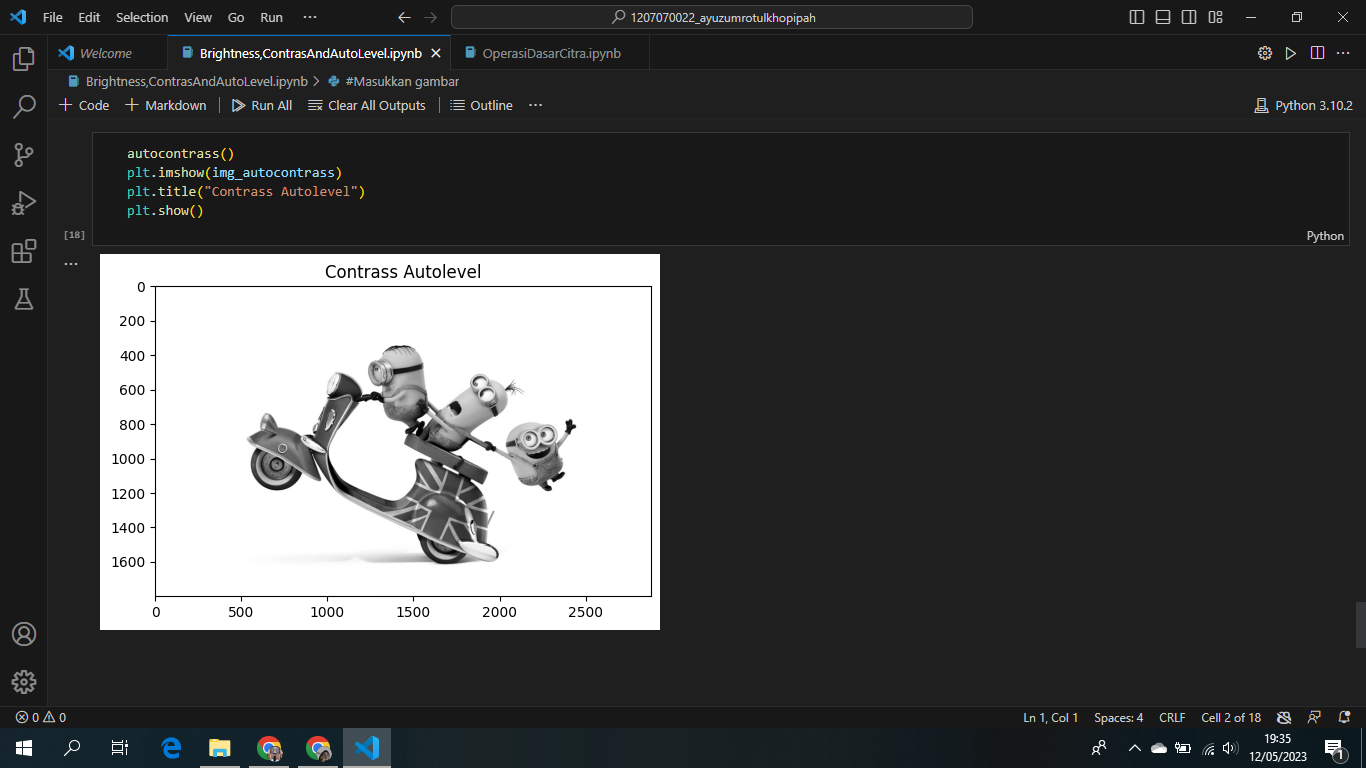 File Edit Selection View Go Run ···
1207070022_ayuzumrotulkhopipah
Welcome
Brightness,ContrasAndAutoLevel.ipynb
OperasiDasarCitra.ipynb
Brightness,ContrasAndAutoLevel.ipynb > #Masukkan gambar
+ Code + Markdown Run All Clear All Outputs Outline ··· Python 3.10.2
autocontrass()
plt.imshow(img_autocontrass)
plt.title("Contrass Autolevel")
plt.show()
[18]
Python
...
Contrass Autolevel
0
200
400
600
800
1000
1200
1400
1600
0 500 1000 1500 2000 2500
0 0 Ln 1, Col 1 Spaces: 4 CRLF Cell 2 of 18
19:35
12/05/2023
1